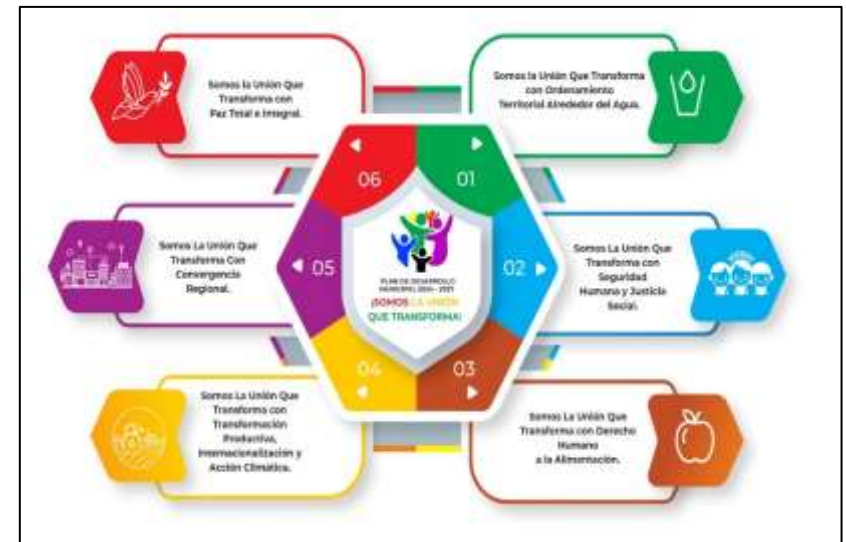 Somos la Unión Que
Transforma con
Paz Total e Integral.
Somos la Unión Que Transforma
con Ordenamiento
Territorial Alrededor del Agua.
06
01
Somos La Unión Que
Transforma Con
Convergencia
Regional.
05
PLAN DE DESARROLLO
MUNICIPAL 2024 - 2027
¡SOMOS LA UNIÓN
QUE TRANSFORMA!
02
Somos La Unión Que
Transforma con
Seguridad
Humana y Justicia
Social.
04
03
Somos La Unión Que
Transforma con
Transformación
Productiva,
Internacionalización y
Acción Climática.
Somos La Unión Que
Transforma con Derecho
Humano
a la Alimentación.